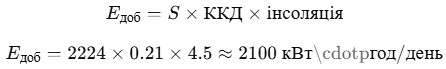 E_доб = S × ККД × інсоляція
E_доб = 2224 × 0.21 × 4.5 ≈ 2100 кВт\cdotpгод/день